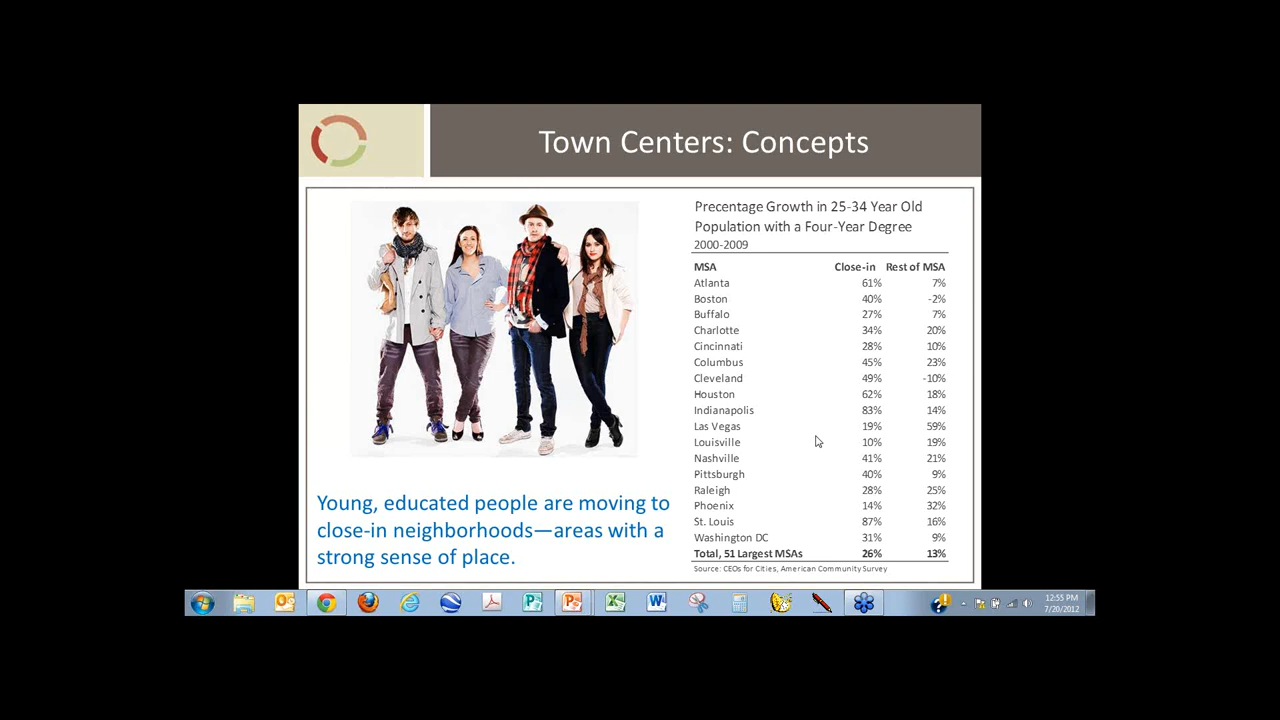 Town Centers: Concepts
Young, educated people are moving to
close-in neighborhoods—areas with a
strong sense of place.
Precentage Growth in 25-34 Year Old
Population with a Four-Year Degree
2000-2009
MSA Close-in Rest of MSA
Atlanta 61% 7%
Boston 40% -2%
Buffalo 27% 7%
Charlotte 34% 20%
Cincinnati 28% 10%
Columbus 45% 23%
Cleveland 49% -10%
Houston 62% 18%
Indianapolis 83% 14%
Las Vegas 19% 59%
Louisville 10% 19%
Nashville 41% 21%
Pittsburgh 40% 9%
Raleigh 28% 25%
Phoenix 14% 32%
St. Louis 87% 16%
Washington DC 31% 9%
Total, 51 Largest MSAs 26% 13%
Source: CEOs for Cities, American Community Survey
12:55 PM
7/20/2012